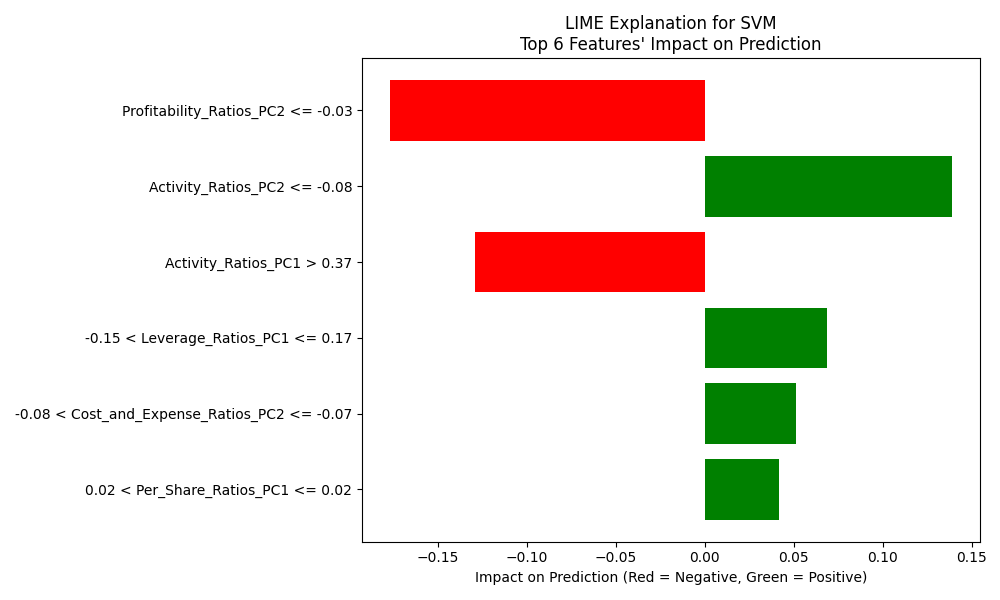 LIME Explanation for SVM
Top 6 Features' Impact on Prediction
Profitability_Ratios_PC2 <= -0.03
Activity_Ratios_PC2 <= -0.08
Activity_Ratios_PC1 > 0.37
-0.15 < Leverage_Ratios_PC1 <= 0.17
-0.08 < Cost_and_Expense_Ratios_PC2 <= -0.07
0.02 < Per_Share_Ratios_PC1 <= 0.02
−0.15 −0.10 −0.05 0.00 0.05 0.10 0.15
Impact on Prediction (Red = Negative, Green = Positive)